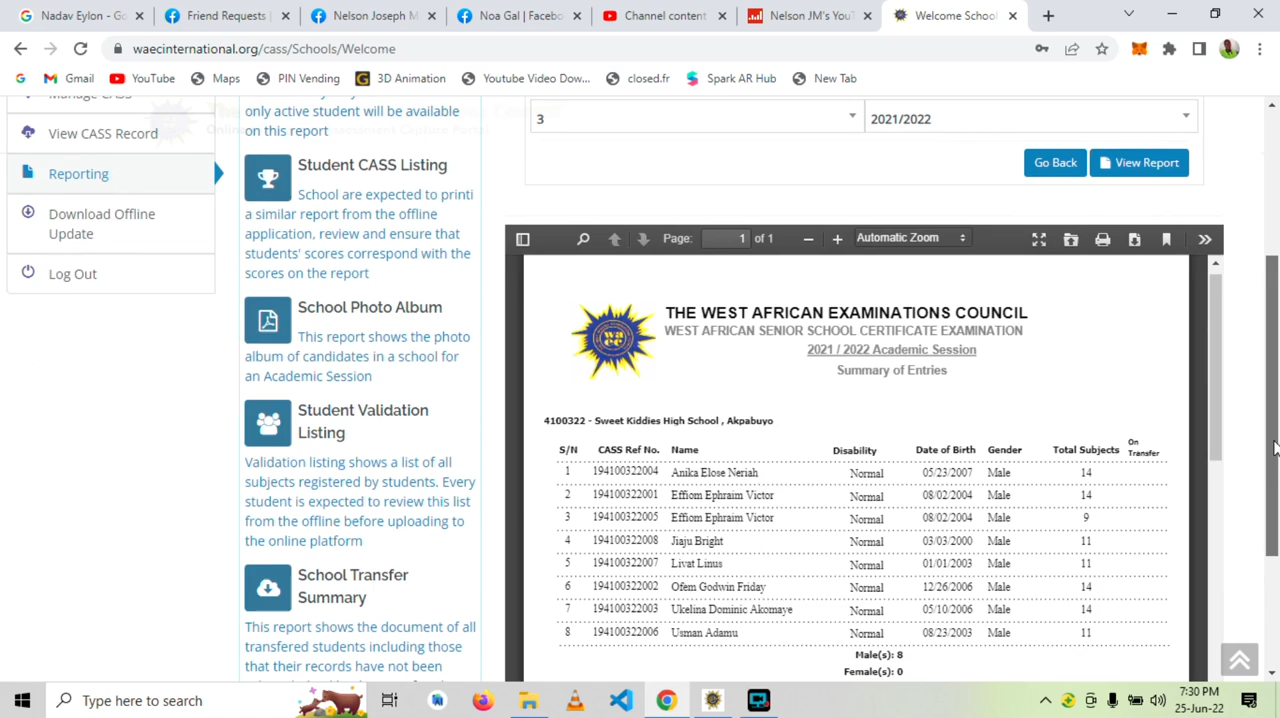 Nadav Eylon - Go
Friend Requests |
Nelson Joseph M
Noa Gal | Faceb
Channel content
Nelson JM's You
Welcome Schoo
waecinternational.org/cass/Schools/Welcome
Gmail
YouTube
Maps
PIN Vending
3D Animation
Youtube Video Dow...
closed.fr
Spark AR Hub
New Tab
Manage CASS
View CASS Record
Reporting
Download Offline
Update
Log Out
only active student will be available
on this report
Student CASS Listing
School are expected to printi
a similar report from the offline
application, review and ensure that
students' scores correspond with the
scores on the report
School Photo Album
This report shows the photo
album of candidates in a school for
an Academic Session
Student Validation
Listing
Validation listing shows a list of all
subjects registered by students. Every
student is expected to review this list
from the offline before uploading to
the online platform
School Transfer
Summary
This report shows the document of all
transfered students including those
that their records have not been
3
2021/2022
Go Back
View Report
Page: 1 of 1
Automatic Zoom
THE WEST AFRICAN EXAMINATIONS COUNCIL
WEST AFRICAN SENIOR SCHOOL CERTIFICATE EXAMINATION
2021 / 2022 Academic Session
Summary of Entries
4100322 - Sweet Kiddies High School , Akpabuyo
S/N CASS Ref No. Name Disability Date of Birth Gender Total Subjects On Transfer
1 194100322004 Anika Elose Neriah Normal 05/23/2007 Male 14
2 194100322001 Effiom Ephraim Victor Normal 08/02/2004 Male 14
3 194100322005 Effiom Ephraim Victor Normal 08/02/2004 Male 9
4 194100322008 Jiaju Bright Normal 03/03/2000 Male 11
5 194100322007 Livat Linus Normal 01/01/2003 Male 11
6 194100322002 Ofem Godwin Friday Normal 12/26/2006 Male 14
7 194100322003 Ukelina Dominic Akomaye Normal 05/10/2006 Male 14
8 194100322006 Usman Adamu Normal 08/23/2003 Male 11
Male(s): 8
Female(s): 0
Type here to search
7:30 PM
25-Jun-22